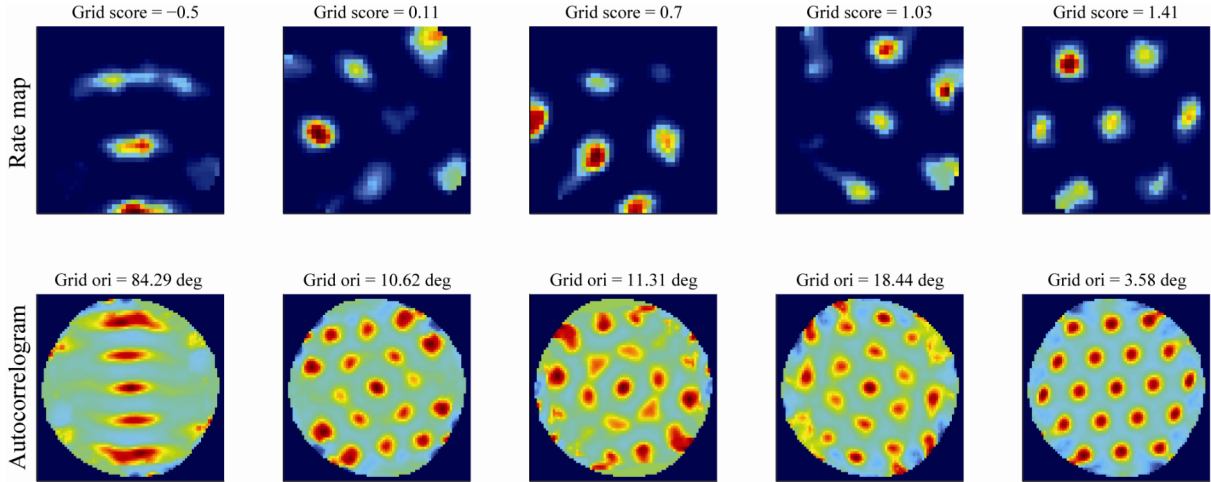 Grid score = −0.5
Grid score = 0.11
Grid score = 0.7
Grid score = 1.03
Grid score = 1.41
Rate map
Grid ori = 84.29 deg
Grid ori = 10.62 deg
Grid ori = 11.31 deg
Grid ori = 18.44 deg
Grid ori = 3.58 deg
Autocorrelogram